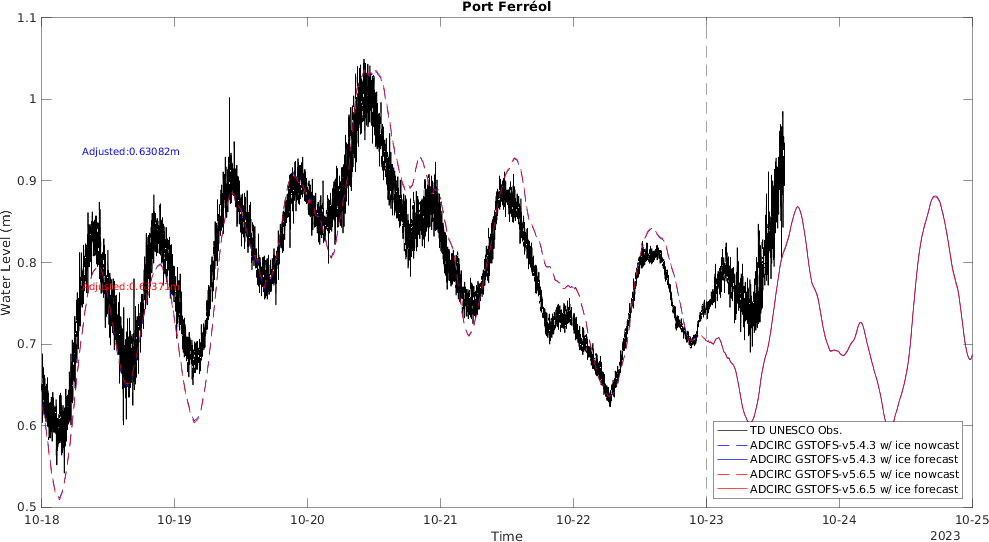 Port Ferréol
1.1
1
0.9
0.8
0.7
0.6
0.5
Water Level (m)
Adjusted:0.63082m
10-18
10-19
10-20
10-21
10-22
10-23
10-24
10-25
Time
2023
TD UNESCO Obs.
ADCIRC GSTOFS-v5.4.3 w/ ice nowcast
ADCIRC GSTOFS-v5.4.3 w/ ice forecast
ADCIRC GSTOFS-v5.6.5 w/ ice nowcast
ADCIRC GSTOFS-v5.6.5 w/ ice forecast